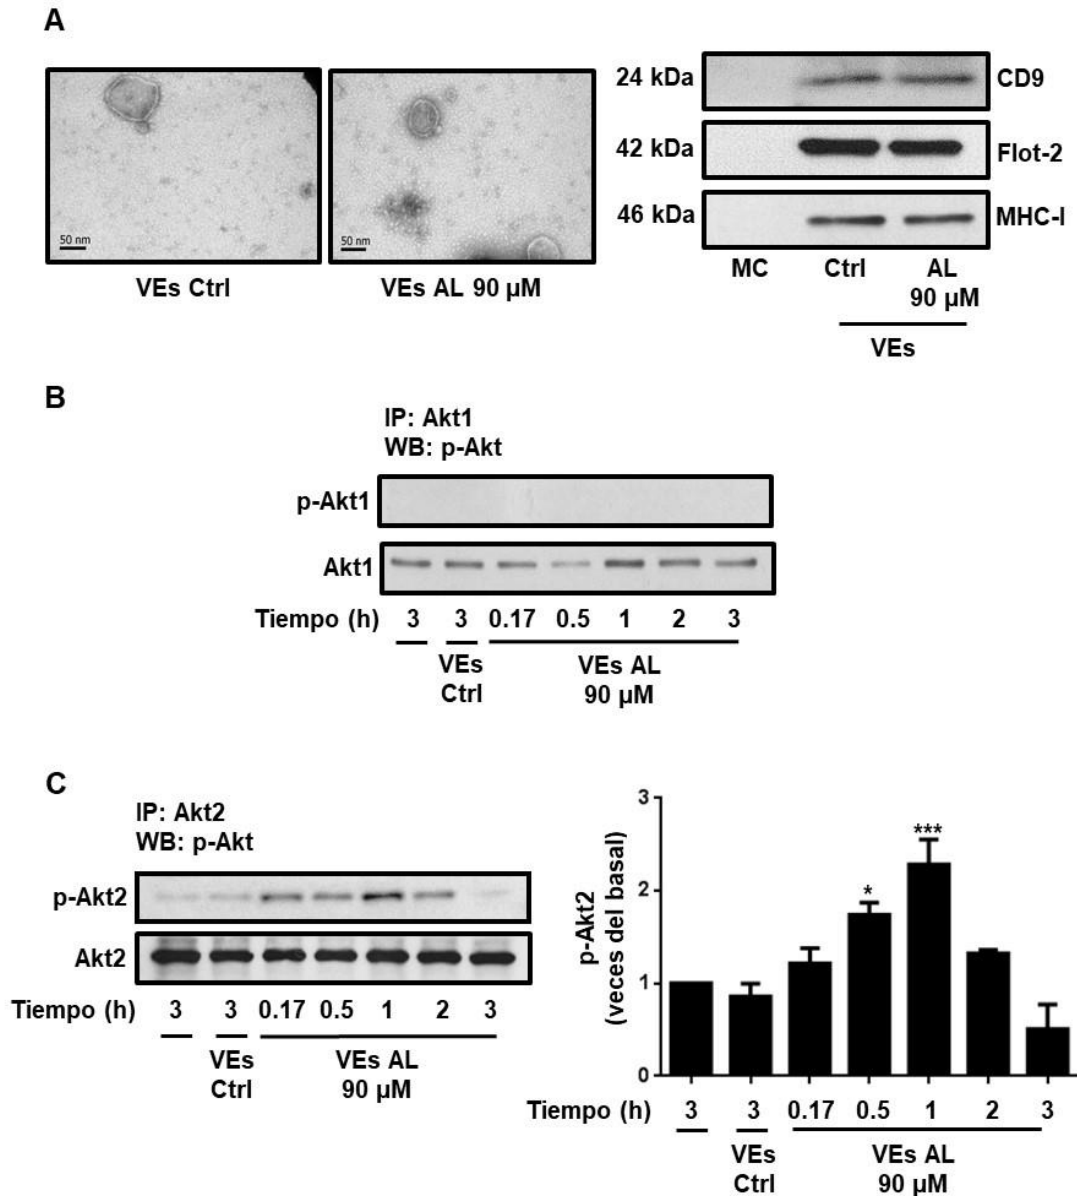 A
50 nm
50 nm
VEs Ctrl
VEs AL 90 µM
24 kDa
CD9
42 kDa
Flot-2
46 kDa
MHC-I
MC
Ctrl
AL
90 µM
VEs
B
IP: Akt1
WB: p-Akt
p-Akt1
Akt1
Tiempo (h) 3 3 0.17 0.5 1 2 3
VEs
Ctrl
VEs AL
90 µM
C
IP: Akt2
WB: p-Akt
p-Akt2
Akt2
Tiempo (h) 3 3 0.17 0.5 1 2 3
VEs
Ctrl
VEs AL
90 µM
p-Akt2
(veces del basal)
3
2
1
0
*
***
Tiempo (h) 3 3 0.17 0.5 1 2 3
VEs
Ctrl
VEs AL
90 µM